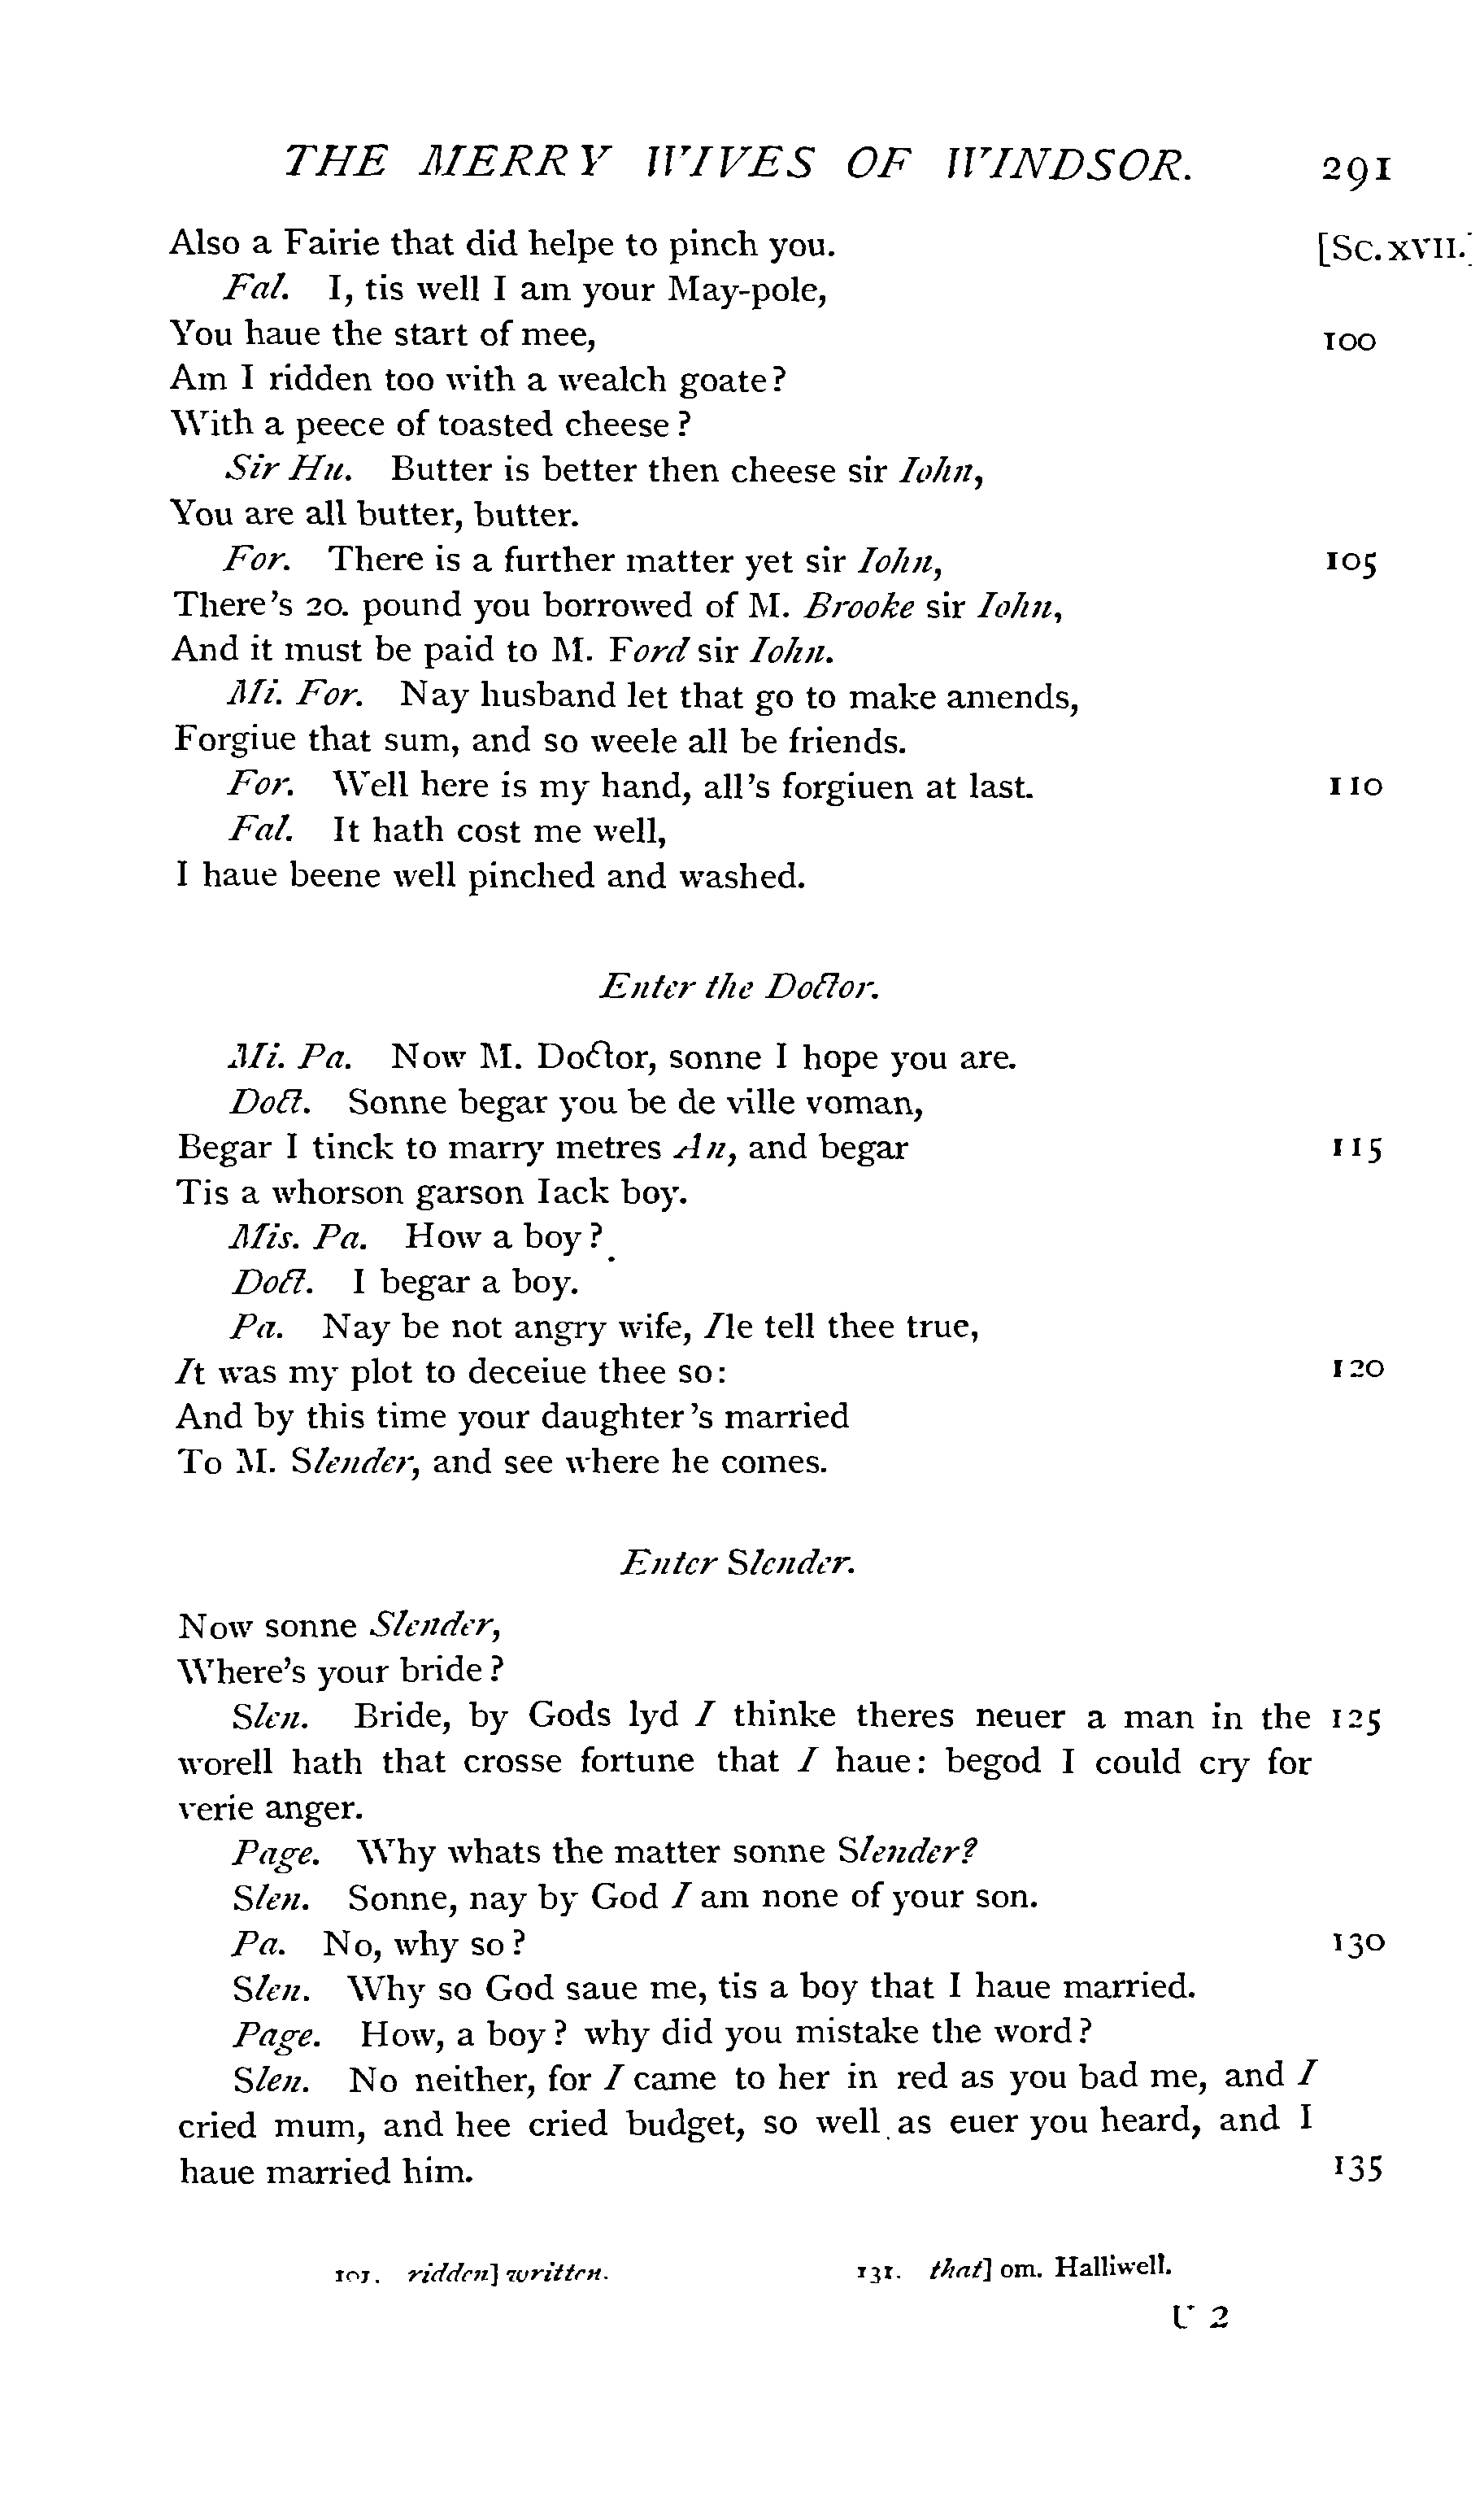 THE MERRY WIVES OF WINDSOR. 291
Also a Fairie that did helpe to pinch you. [Sc. XVII.]
Fal. I, tis well I am your May-pole,
You haue the start of mee, 100
Am I ridden too with a wealch goate?
With a peece of toasted cheese?
Sir Hu. Butter is better then cheese sir Iohn,
You are all butter, butter.
For. There is a further matter yet sir Iohn, 105
There's 20. pound you borrowed of M. Brooke sir Iohn,
And it must be paid to M. Ford sir Iohn.
Mi. For. Nay husband let that go to make amends,
Forgiue that sum, and so weele all be friends.
For. Well here is my hand, all's forgiuen at last. 110
Fal. It hath cost me well,
I haue beene well pinched and washed.
Enter the Doctor.
Mi. Pa. Now M. Doctor, sonne I hope you are.
Doct. Sonne begar you be de ville voman,
Begar I tinck to marry metres An, and begar 115
Tis a whorson garson Iack boy.
Mis. Pa. How a boy?
Doct. I begar a boy.
Pa. Nay be not angry wife, Ile tell thee true,
It was my plot to deceiue thee so: 120
And by this time your daughter's married
To M. Slender, and see where he comes.
Enter Slender.
Now sonne Slender,
Where's your bride?
Slen. Bride, by Gods lyd I thinke theres neuer a man in the 125
worell hath that crosse fortune that I haue: begod I could cry for
verie anger.
Page. Why whats the matter sonne Slender?
Slen. Sonne, nay by God I am none of your son.
Pa. No, why so? 130
Slen. Why so God saue me, tis a boy that I haue married.
Page. How, a boy? why did you mistake the word?
Slen. No neither, for I came to her in red as you bad me, and I
cried mum, and hee cried budget, so well as euer you heard, and I
haue married him. 135
101. ridden] written. 131. that] om. Halliwell.
U 2